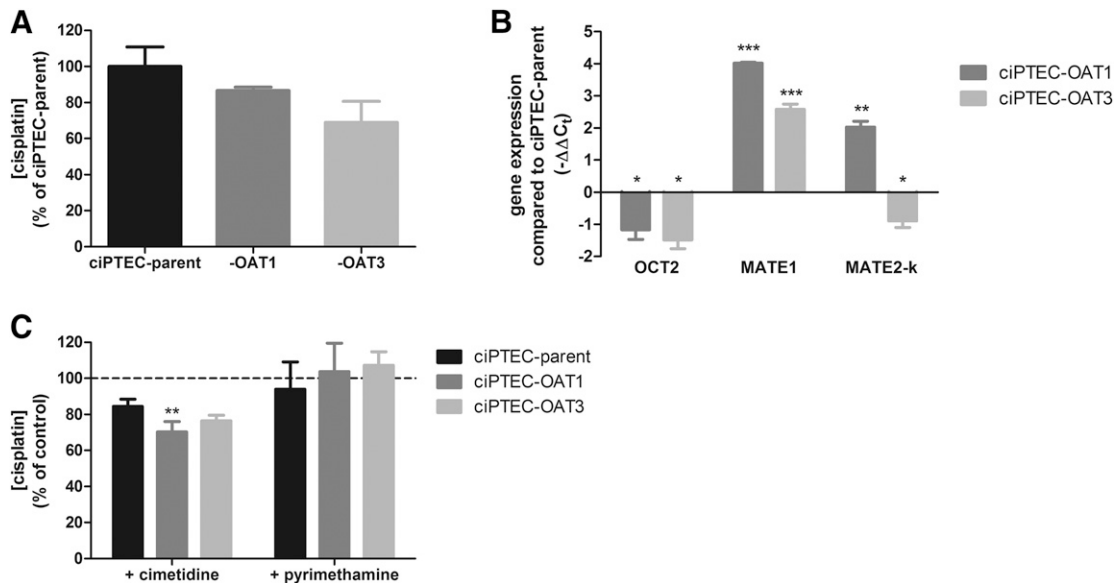 A
[cisplatin]
(% of ciPTEC-parent)
120
100
80
60
40
20
0
ciPTEC-parent -OAT1 -OAT3
B
gene expression
compared to ciPTEC-parent
(-ΔΔCt)
5
4
3
2
1
0
-1
-2
* * *** *** ** *
OCT2 MATE1 MATE2-k
ciPTEC-OAT1
ciPTEC-OAT3
C
[cisplatin]
(% of control)
120
100
80
60
40
20
0
**
+ cimetidine + pyrimethamine
ciPTEC-parent
ciPTEC-OAT1
ciPTEC-OAT3